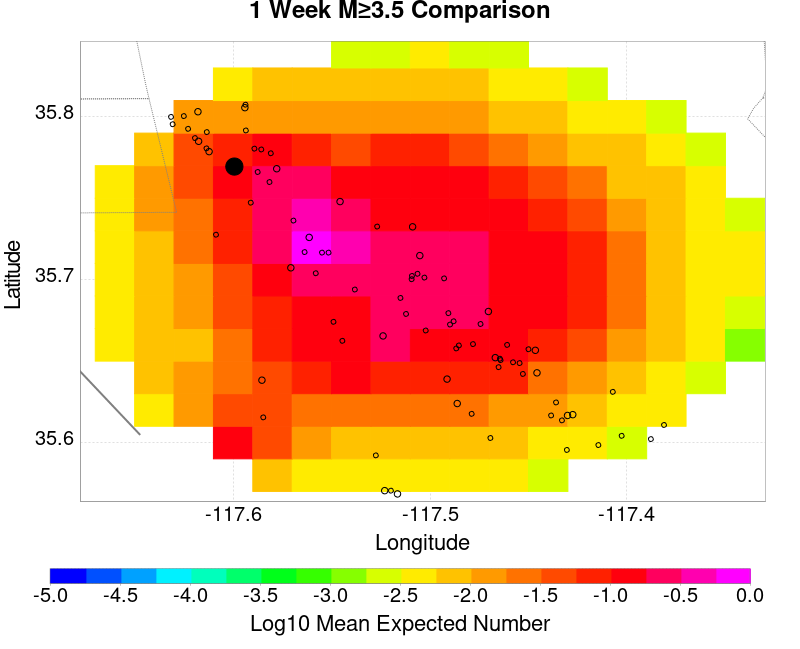 1 Week M≥3.5 Comparison
35.8
35.7
35.6
Latitude
-117.6 -117.5 -117.4
Longitude
-5.0 -4.5 -4.0 -3.5 -3.0 -2.5 -2.0 -1.5 -1.0 -0.5 0.0
Log10 Mean Expected Number